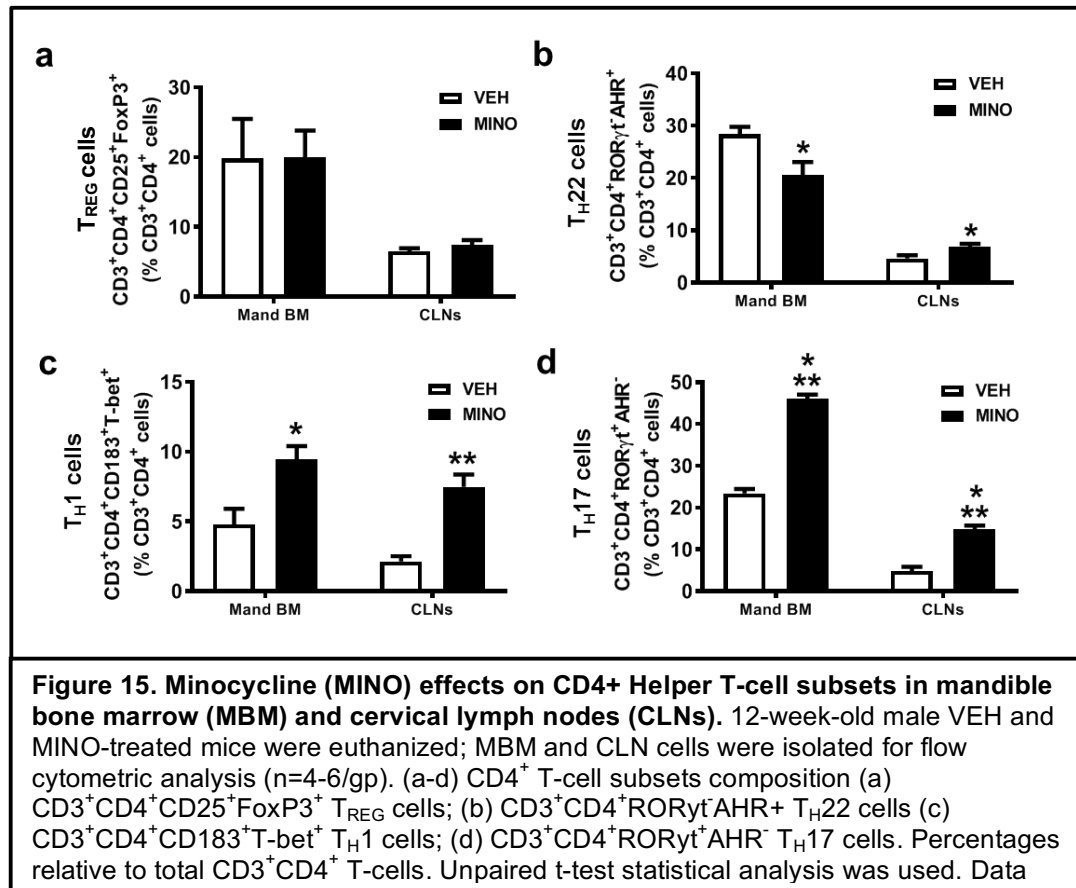 a
T_REG cells
CD3⁺CD4⁺CD25⁺FoxP3⁺
(% CD3⁺CD4⁺ cells)
30
20
10
0
VEH
MINO
Mand BM
CLNs
b
T_H22 cells
CD3⁺CD4⁺RORγt⁻AHR⁺
(% CD3⁺CD4⁺ cells)
40
30
20
10
0
VEH
MINO
*
*
Mand BM
CLNs
c
T_H1 cells
CD3⁺CD4⁺CD183⁺T-bet⁺
(% CD3⁺CD4⁺ cells)
15
10
5
0
VEH
MINO
*
**
Mand BM
CLNs
d
T_H17 cells
CD3⁺CD4⁺RORγt⁺AHR⁻
(% CD3⁺CD4⁺ cells)
50
40
30
20
10
0
VEH
MINO
*
**
*
**
Mand BM
CLNs
Figure 15. Minocycline (MINO) effects on CD4+ Helper T-cell subsets in mandible
bone marrow (MBM) and cervical lymph nodes (CLNs). 12-week-old male VEH and
MINO-treated mice were euthanized; MBM and CLN cells were isolated for flow
cytometric analysis (n=4-6/gp). (a-d) CD4⁺ T-cell subsets composition (a)
CD3⁺CD4⁺CD25⁺FoxP3⁺ T_REG cells; (b) CD3⁺CD4⁺RORyt⁻AHR+ T_H22 cells (c)
CD3⁺CD4⁺CD183⁺T-bet⁺ T_H1 cells; (d) CD3⁺CD4⁺RORyt⁺AHR⁻ T_H17 cells. Percentages
relative to total CD3⁺CD4⁺ T-cells. Unpaired t-test statistical analysis was used. Data